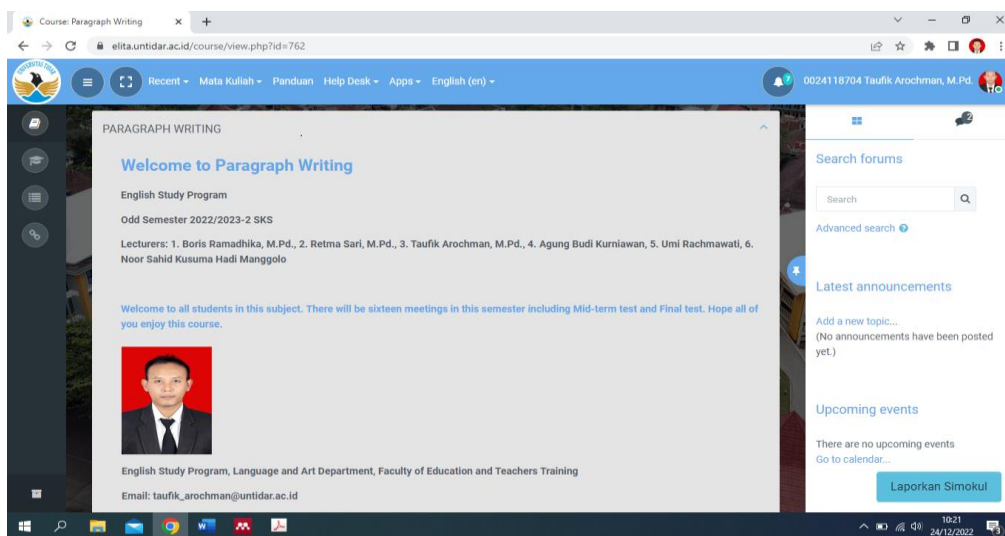 Course: Paragraph Writing
elita.untidar.ac.id/course/view.php?id=762
Recent Mata Kuliah Panduan Help Desk Apps English (en)
7
0024118704 Taufik Arochman, M.Pd.
PARAGRAPH WRITING
Welcome to Paragraph Writing
English Study Program
Odd Semester 2022/2023-2 SKS
Lecturers: 1. Boris Ramadhika, M.Pd., 2. Retma Sari, M.Pd., 3. Taufik Arochman, M.Pd., 4. Agung Budi Kurniawan, 5. Umi Rachmawati, 6.
Noor Sahid Kusuma Hadi Manggolo
Welcome to all students in this subject. There will be sixteen meetings in this semester including Mid-term test and Final test. Hope all of
you enjoy this course.
English Study Program, Language and Art Department, Faculty of Education and Teachers Training
Email: taufik_arochman@untidar.ac.id
2
Search forums
Search
Advanced search
Latest announcements
Add a new topic...
(No announcements have been posted
yet.)
Upcoming events
There are no upcoming events
Go to calendar...
Laporkan Simokul
10:21
24/12/2022